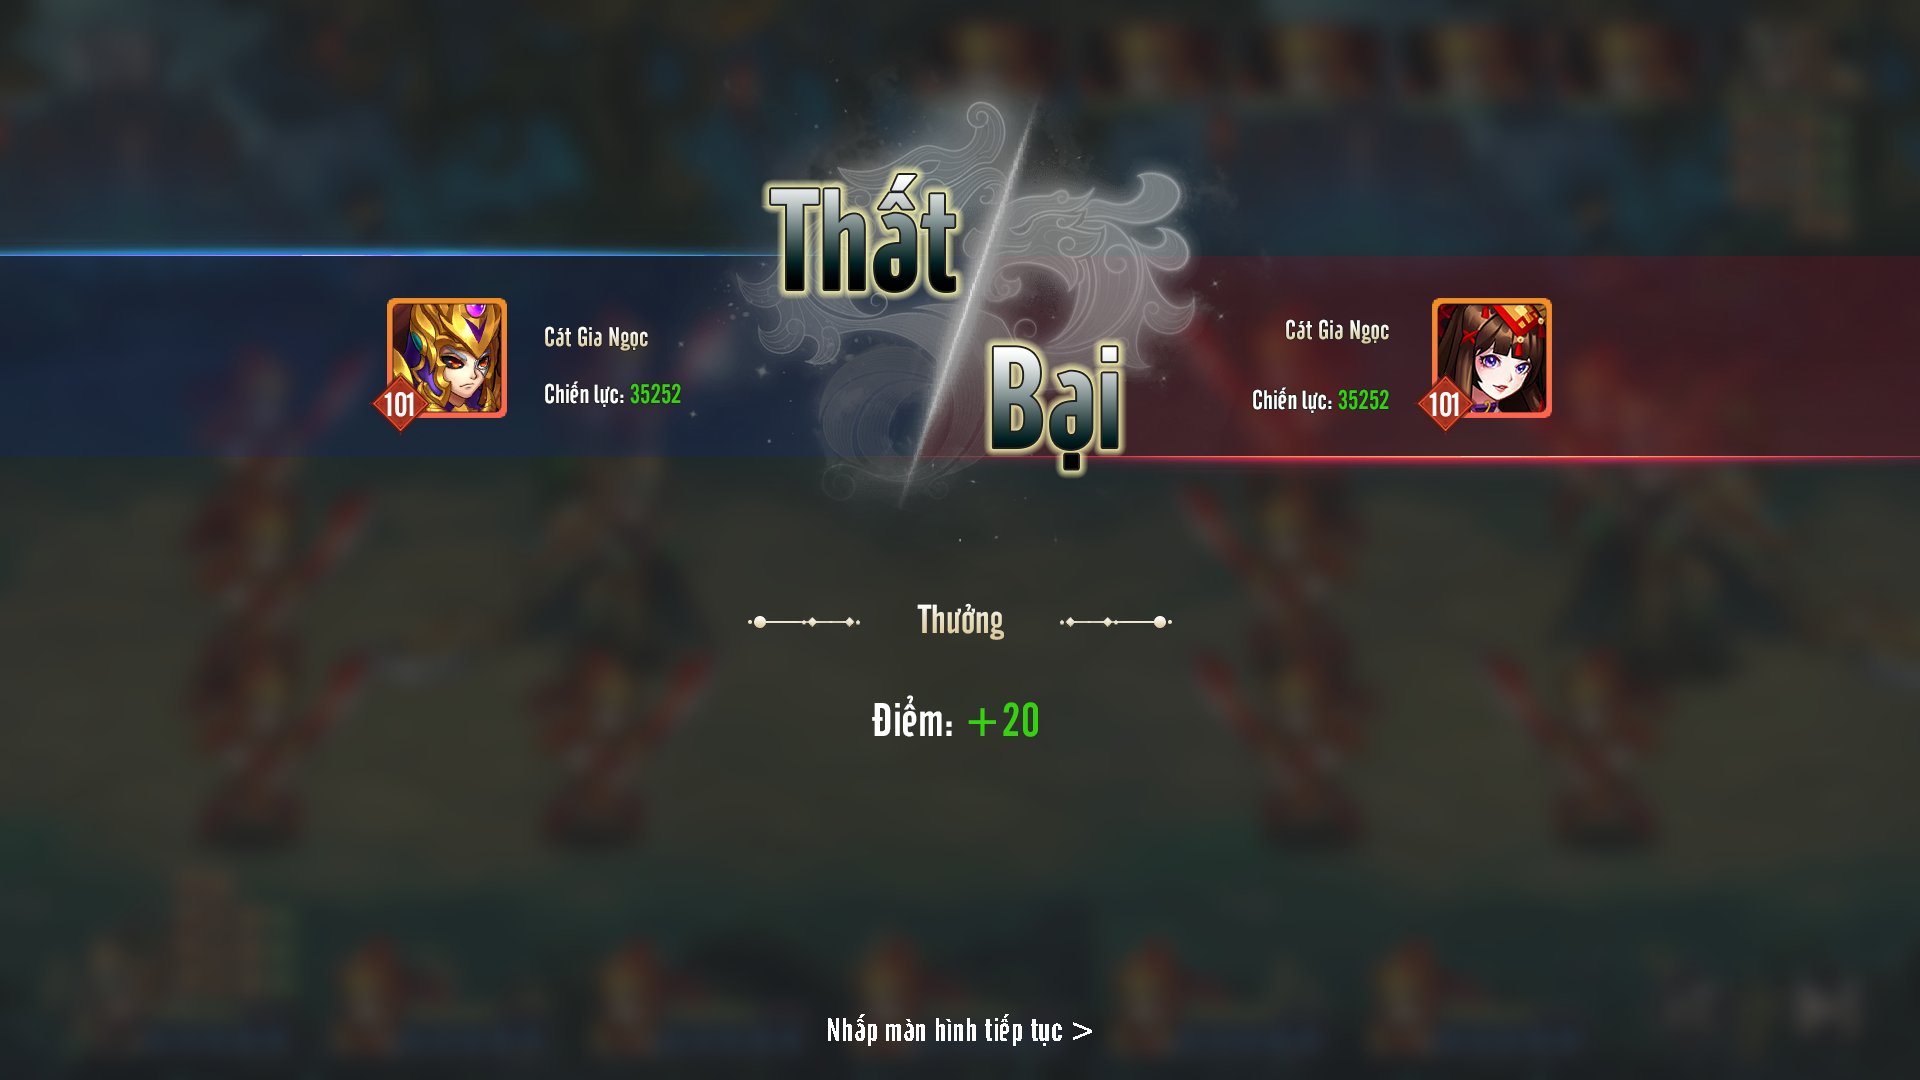 Thất
Bại
Cát Gia Ngọc
Chiến lực: 35252
101
Cát Gia Ngọc
Chiến lực: 35252
101
Thưởng
Điểm: +20
Nhấp màn hình tiếp tục >